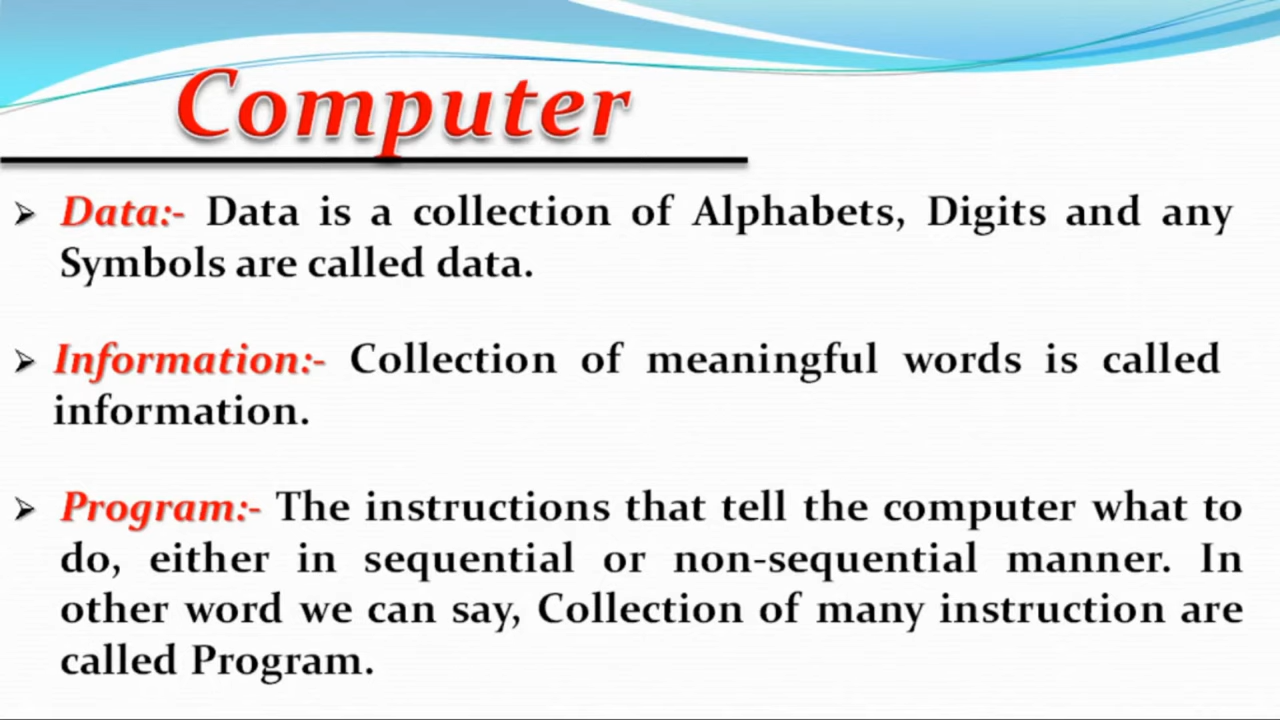 Computer
➢ Data:- Data is a collection of Alphabets, Digits and any
Symbols are called data.
➢ Information:- Collection of meaningful words is called
information.
➢ Program:- The instructions that tell the computer what to
do, either in sequential or non-sequential manner. In
other word we can say, Collection of many instruction are
called Program.